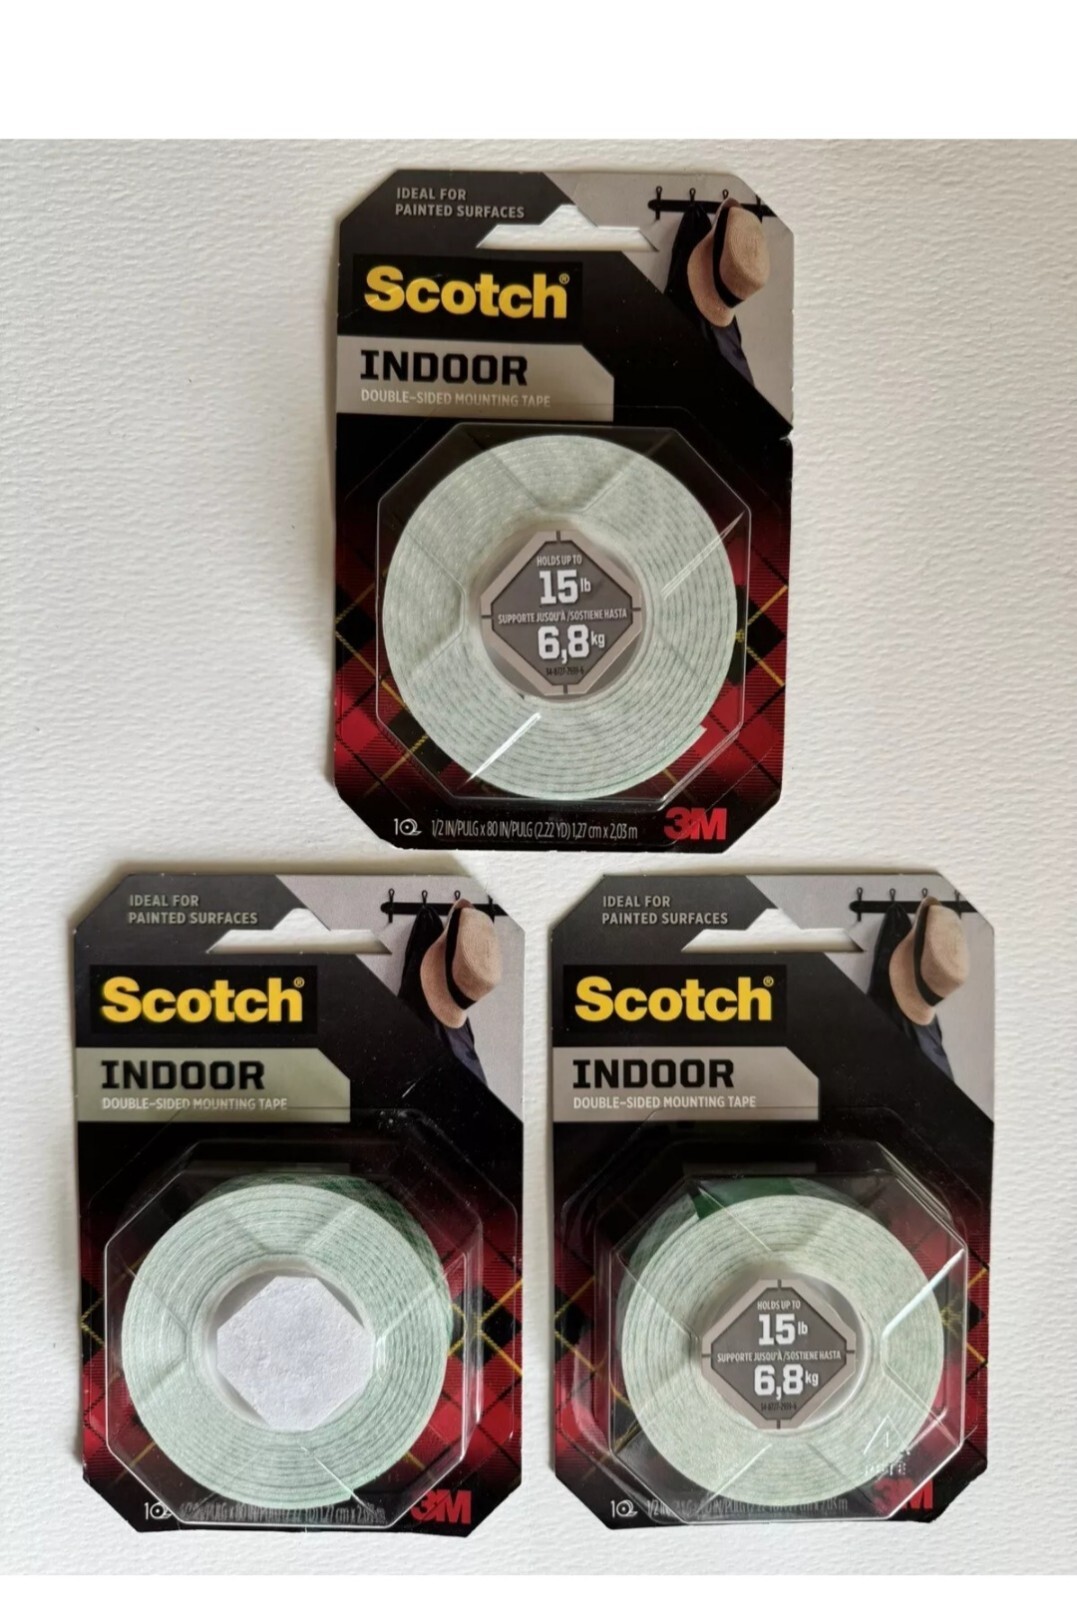 IDEAL FOR
PAINTED SURFACES
Scotch®
INDOOR
DOUBLE-SIDED MOUNTING TAPE
HOLDS UP TO
15 lb
SUPPORTE JUSQU'À/SOSTIENE HASTA
6,8 kg
1 1/2 IN/PULG x 80 IN/PULG (2.22 YD) 1,27 cm x 2,03 m
3M
IDEAL FOR
PAINTED SURFACES
Scotch®
INDOOR
DOUBLE-SIDED MOUNTING TAPE
1
3M
IDEAL FOR
PAINTED SURFACES
Scotch®
INDOOR
DOUBLE-SIDED MOUNTING TAPE
HOLDS UP TO
15 lb
SUPPORTE JUSQU'À/SOSTIENE HASTA
6,8 kg
1
3M